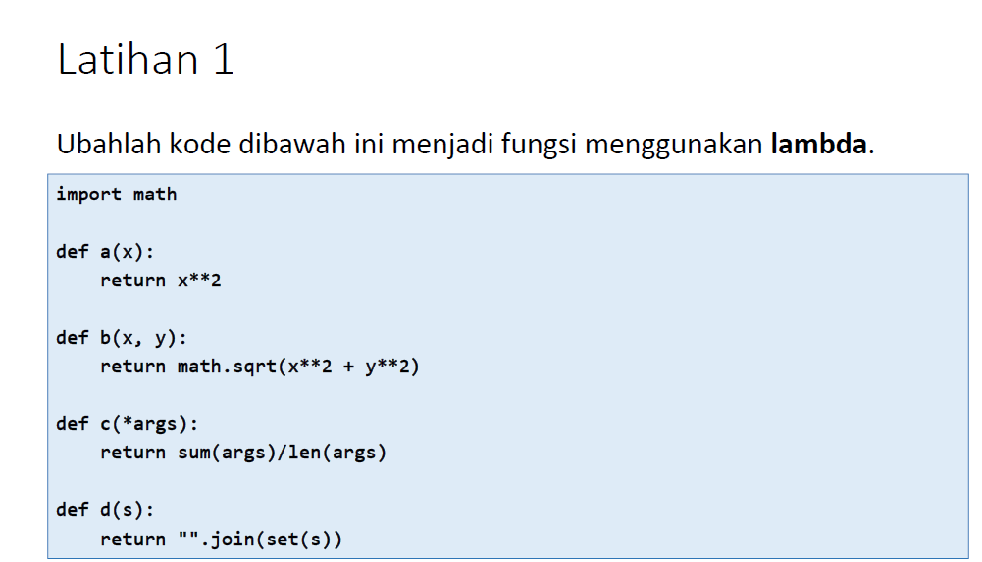 Latihan 1
Ubahlah kode dibawah ini menjadi fungsi menggunakan lambda.
import math
def a(x):
    return x**2
def b(x, y):
    return math.sqrt(x**2 + y**2)
def c(*args):
    return sum(args)/len(args)
def d(s):
    return "".join(set(s))